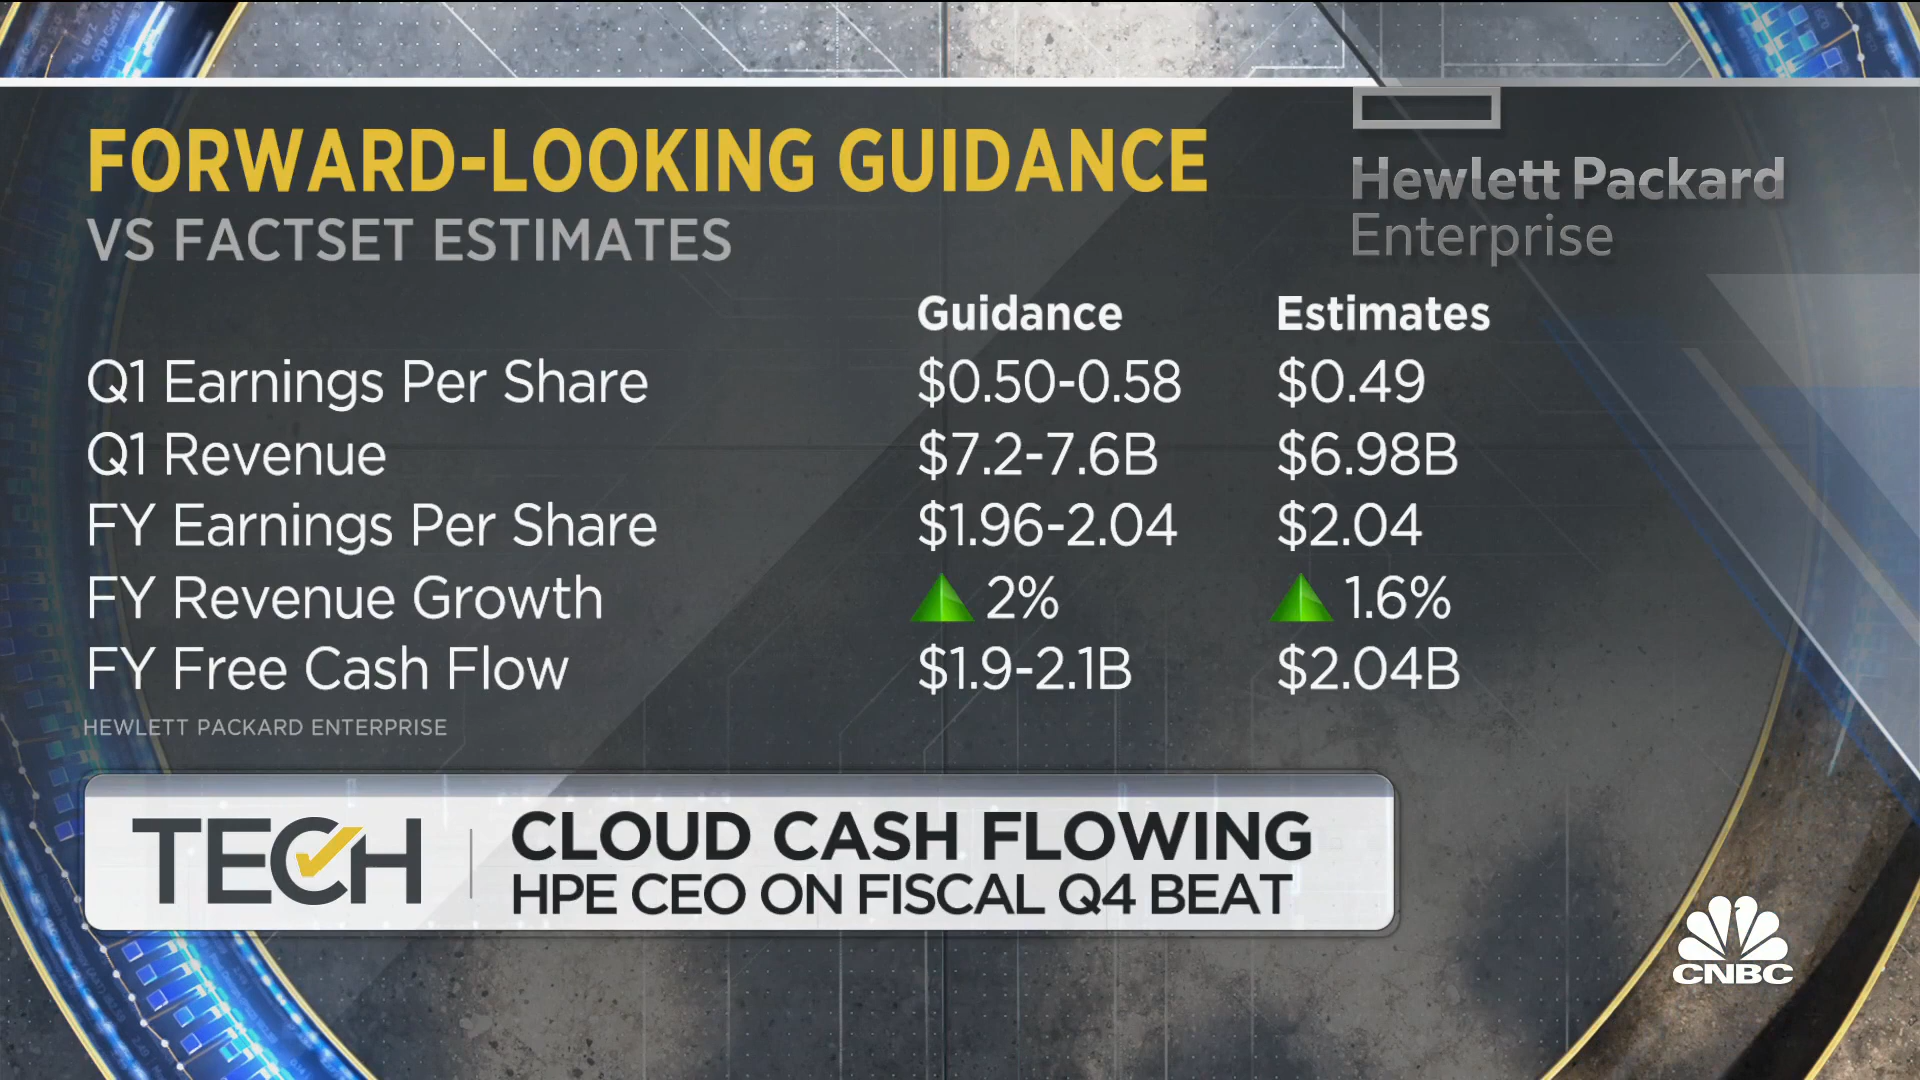 FORWARD-LOOKING GUIDANCE
VS FACTSET ESTIMATES
Hewlett Packard
Enterprise
Guidance Estimates
Q1 Earnings Per Share $0.50-0.58 $0.49
Q1 Revenue $7.2-7.6B $6.98B
FY Earnings Per Share $1.96-2.04 $2.04
FY Revenue Growth 2% 1.6%
FY Free Cash Flow $1.9-2.1B $2.04B
HEWLETT PACKARD ENTERPRISE
TECH
CLOUD CASH FLOWING
HPE CEO ON FISCAL Q4 BEAT
CNBC